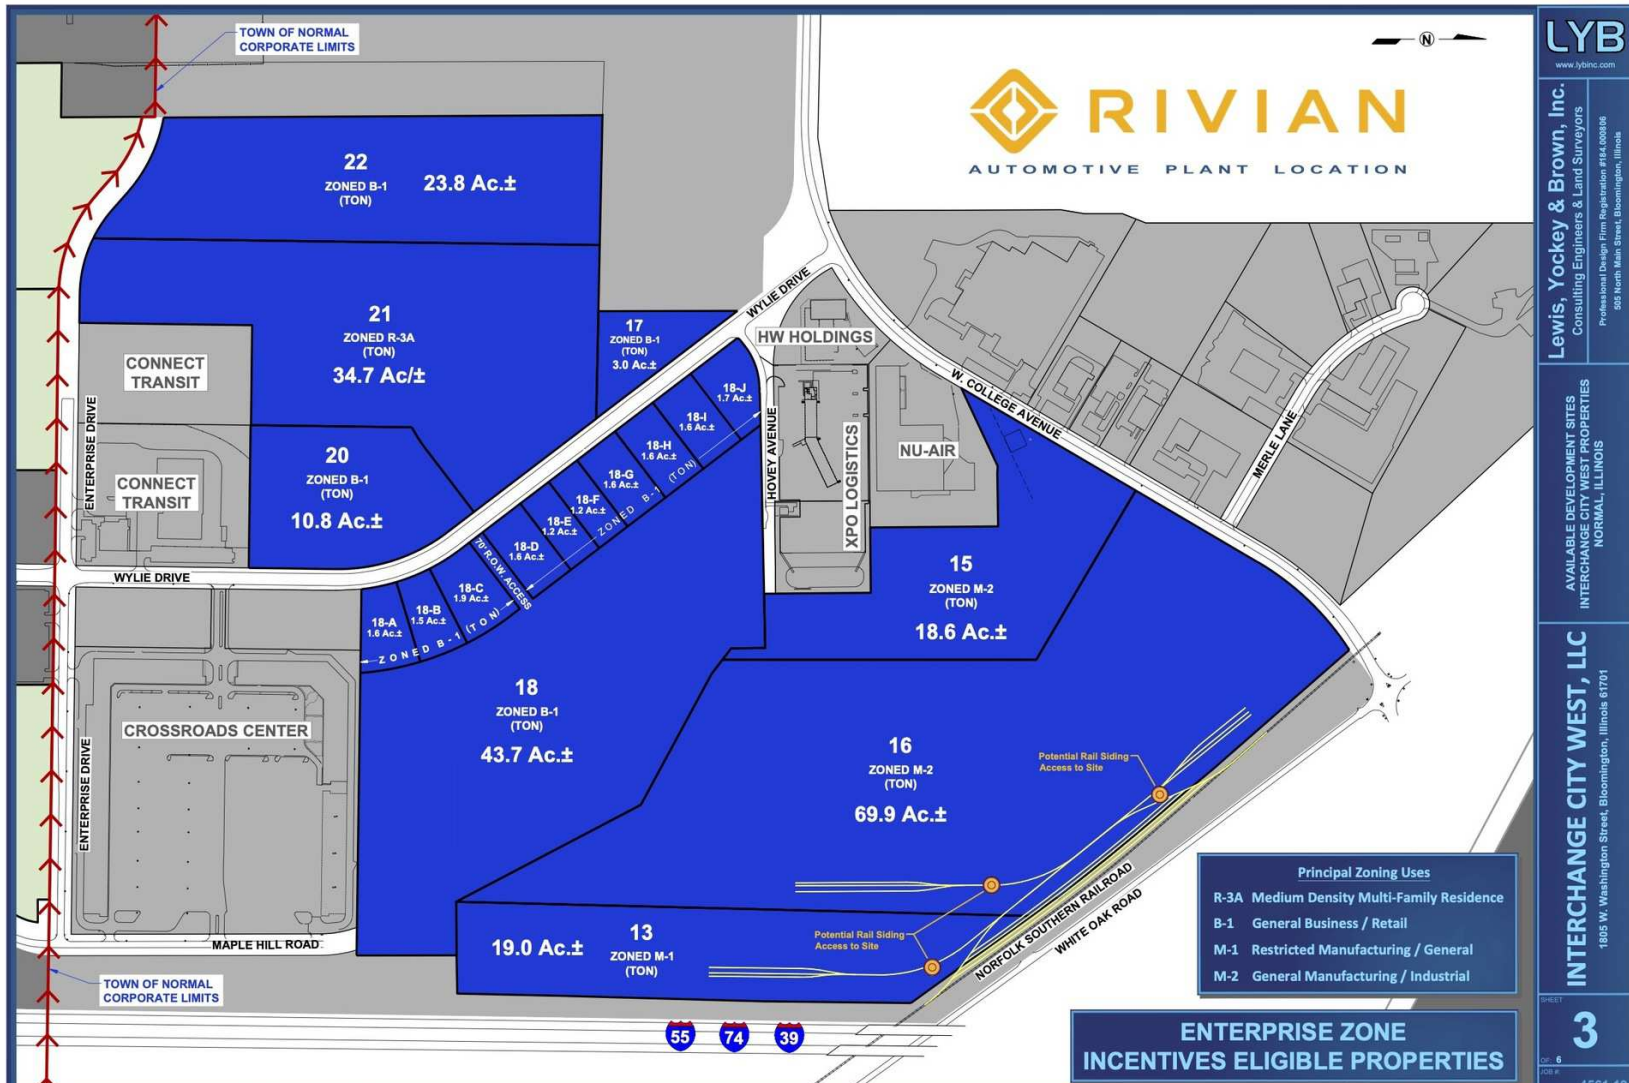 TOWN OF NORMAL
CORPORATE LIMITS
N
RIVIAN
AUTOMOTIVE PLANT LOCATION
22
ZONED B-1
(TON)
23.8 Ac.±
21
ZONED R-3A
(TON)
34.7 Ac/±
17
ZONED B-1
(TON)
3.0 Ac.±
WYLIE DRIVE
HW HOLDINGS
CONNECT
TRANSIT
ENTERPRISE DRIVE
CONNECT
TRANSIT
20
ZONED B-1
(TON)
10.8 Ac.±
18-J
1.7 Ac.±
18-I
1.6 Ac.±
18-H
1.6 Ac.±
18-G
1.6 Ac.±
18-F
1.2 Ac.±
18-E
1.2 Ac.±
18-D
1.6 Ac.±
ZONED B-1 (TON)
70' R.O.W. ACCESS
18-C
1.9 Ac.±
18-B
1.5 Ac.±
18-A
1.6 Ac.±
ZONED B-1 (TON)
HOVEY AVENUE
XPO LOGISTICS
NU-AIR
W. COLLEGE AVENUE
MERLE LANE
WYLIE DRIVE
15
ZONED M-2
(TON)
18.6 Ac.±
18
ZONED B-1
(TON)
43.7 Ac.±
CROSSROADS CENTER
ENTERPRISE DRIVE
MAPLE HILL ROAD
16
ZONED M-2
(TON)
69.9 Ac.±
Potential Rail Siding
Access to Site
Potential Rail Siding
Access to Site
13
ZONED M-1
(TON)
19.0 Ac.±
NORFOLK SOUTHERN RAILROAD
WHITE OAK ROAD
TOWN OF NORMAL
CORPORATE LIMITS
55
74
39
Principal Zoning Uses
R-3A Medium Density Multi-Family Residence
B-1 General Business / Retail
M-1 Restricted Manufacturing / General
M-2 General Manufacturing / Industrial
ENTERPRISE ZONE
INCENTIVES ELIGIBLE PROPERTIES
LYB
www.lybinc.com
Lewis, Yockey & Brown, Inc.
Consulting Engineers & Land Surveyors
Professional Design Firm Registration #184.000806
505 North Main Street, Bloomington, Illinois
AVAILABLE DEVELOPMENT SITES
INTERCHANGE CITY WEST PROPERTIES
NORMAL, ILLINOIS
INTERCHANGE CITY WEST, LLC
1805 W. Washington Street, Bloomington, Illinois 61701
SHEET
3
OF: 6
JOB #: